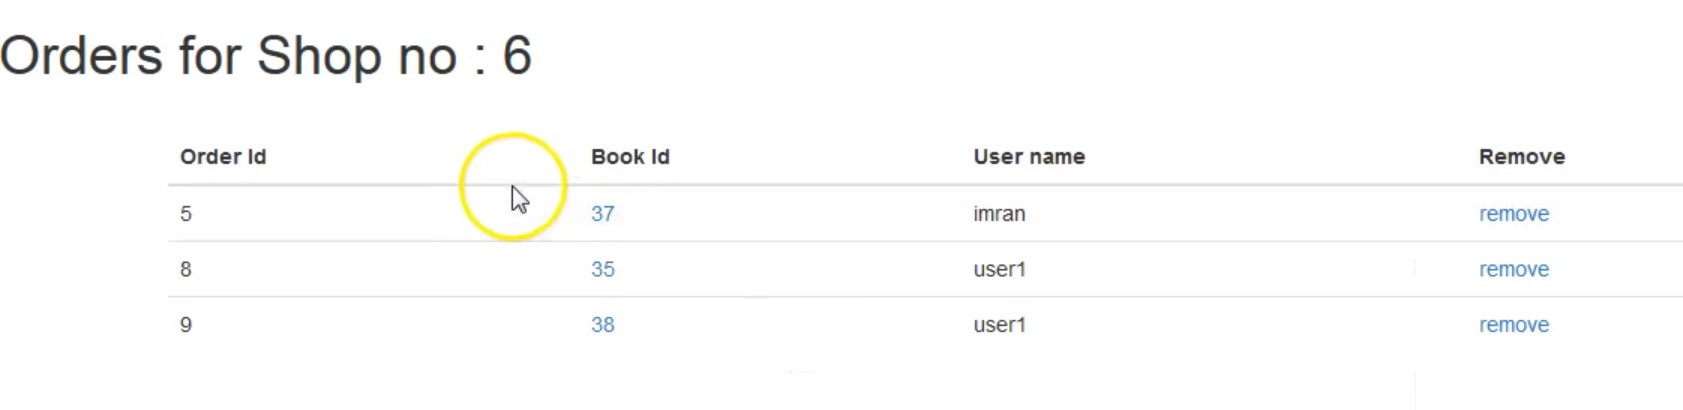 Orders for Shop no : 6
Order Id Book Id User name Remove
5 37 imran remove
8 35 user1 remove
9 38 user1 remove